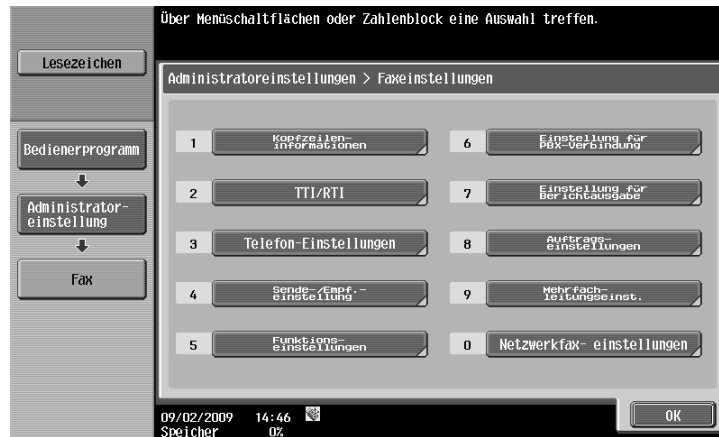 Über Menüschaltflächen oder Zahlenblock eine Auswahl treffen.
Lesezeichen
Administratoreinstellungen > Faxeinstellungen
Bedienerprogramm
Administrator-
einstellung
Fax
1 Kopfzeilen-
informationen
2 TTI/RTI
3 Telefon-Einstellungen
4 Sende-/Empf.-
einstellung
5 Funktions-
einstellungen
6 Einstellung für
PBX-Verbindung
7 Einstellung für
Berichtausgabe
8 Auftrags-
einstellungen
9 Mehrfach-
leitungseinst.
0 Netzwerkfax- einstellungen
09/02/2009 14:46
Speicher 0%
OK